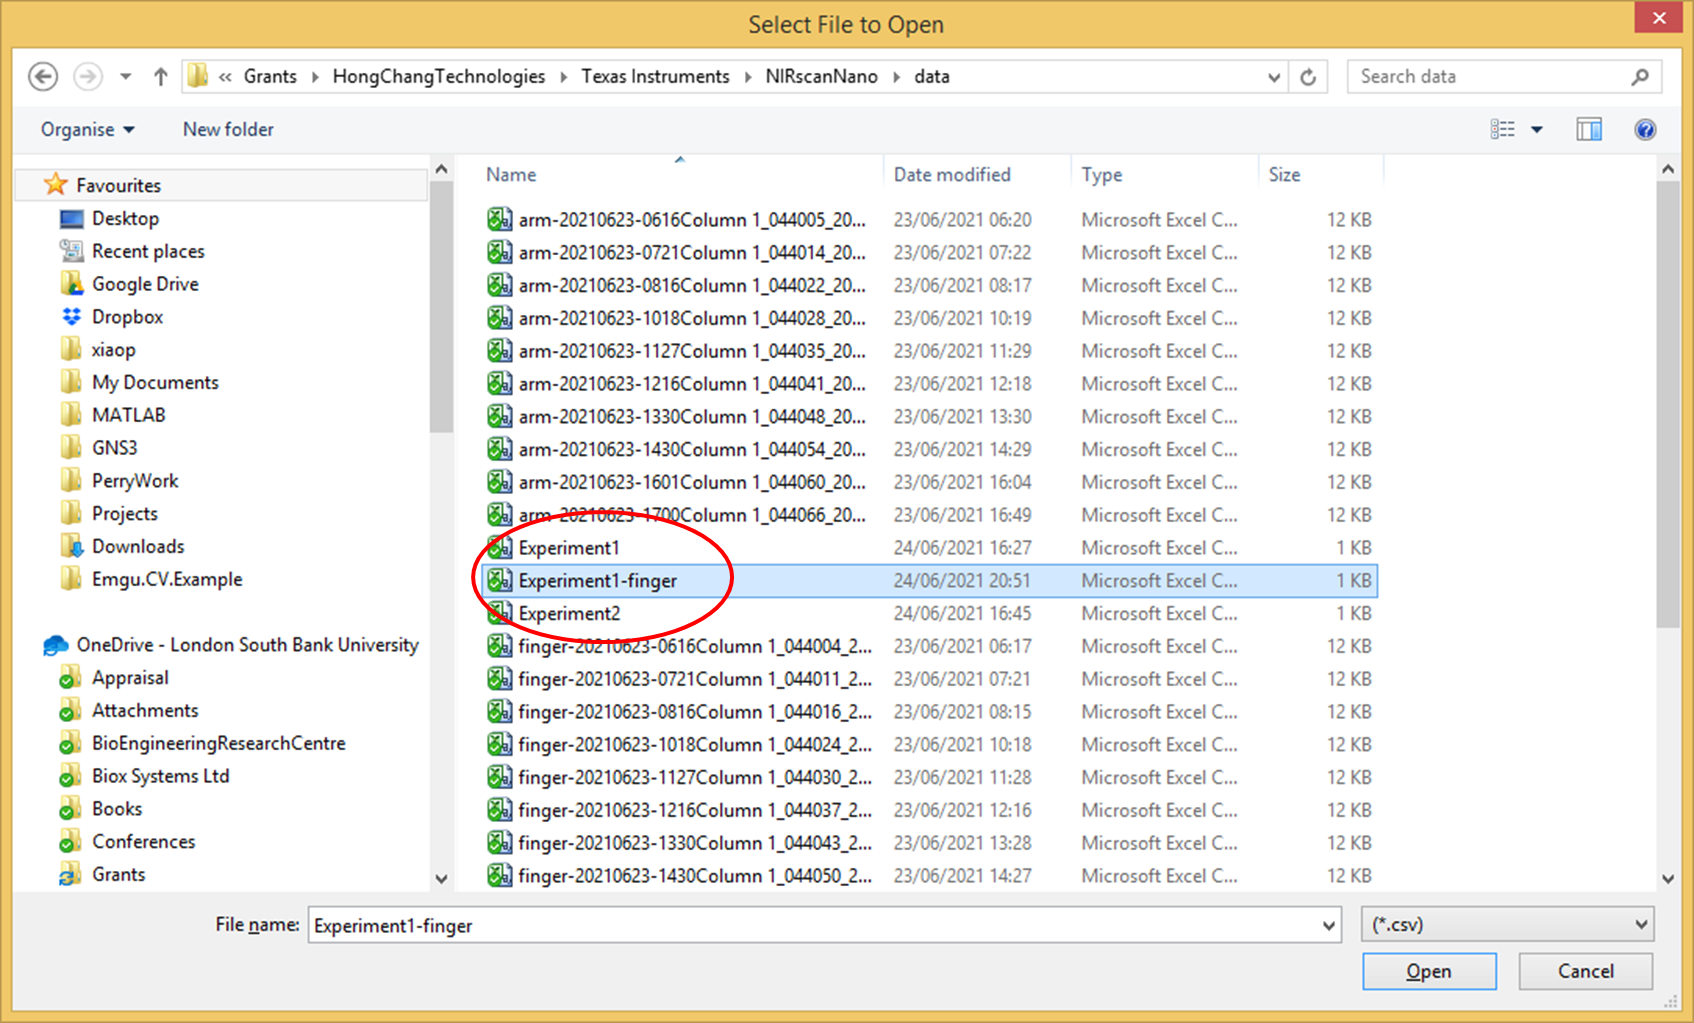 Select File to Open
« Grants HongChangTechnologies Texas Instruments NIRscanNano data
Search data
Organise New folder
Favourites
Desktop
Recent places
Google Drive
Dropbox
xiaop
My Documents
MATLAB
GNS3
PerryWork
Projects
Downloads
Emgu.CV.Example
OneDrive - London South Bank University
Appraisal
Attachments
BioEngineeringResearchCentre
Biox Systems Ltd
Books
Conferences
Grants
Name Date modified Type Size
arm-20210623-0616Column 1_044005_20... 23/06/2021 06:20 Microsoft Excel C... 12 KB
arm-20210623-0721Column 1_044014_20... 23/06/2021 07:22 Microsoft Excel C... 12 KB
arm-20210623-0816Column 1_044022_20... 23/06/2021 08:17 Microsoft Excel C... 12 KB
arm-20210623-1018Column 1_044028_20... 23/06/2021 10:19 Microsoft Excel C... 12 KB
arm-20210623-1127Column 1_044035_20... 23/06/2021 11:29 Microsoft Excel C... 12 KB
arm-20210623-1216Column 1_044041_20... 23/06/2021 12:18 Microsoft Excel C... 12 KB
arm-20210623-1330Column 1_044048_20... 23/06/2021 13:30 Microsoft Excel C... 12 KB
arm-20210623-1430Column 1_044054_20... 23/06/2021 14:29 Microsoft Excel C... 12 KB
arm-20210623-1601Column 1_044060_20... 23/06/2021 16:04 Microsoft Excel C... 12 KB
arm-20210623-1700Column 1_044066_20... 23/06/2021 16:49 Microsoft Excel C... 12 KB
Experiment1 24/06/2021 16:27 Microsoft Excel C... 1 KB
Experiment1-finger 24/06/2021 20:51 Microsoft Excel C... 1 KB
Experiment2 24/06/2021 16:45 Microsoft Excel C... 1 KB
finger-20210623-0616Column 1_044004_2... 23/06/2021 06:17 Microsoft Excel C... 12 KB
finger-20210623-0721Column 1_044011_2... 23/06/2021 07:21 Microsoft Excel C... 12 KB
finger-20210623-0816Column 1_044016_2... 23/06/2021 08:15 Microsoft Excel C... 12 KB
finger-20210623-1018Column 1_044024_2... 23/06/2021 10:18 Microsoft Excel C... 12 KB
finger-20210623-1127Column 1_044030_2... 23/06/2021 11:28 Microsoft Excel C... 12 KB
finger-20210623-1216Column 1_044037_2... 23/06/2021 12:16 Microsoft Excel C... 12 KB
finger-20210623-1330Column 1_044043_2... 23/06/2021 13:28 Microsoft Excel C... 12 KB
finger-20210623-1430Column 1_044050_2... 23/06/2021 14:27 Microsoft Excel C... 12 KB
File name: Experiment1-finger (*.csv)
Open Cancel